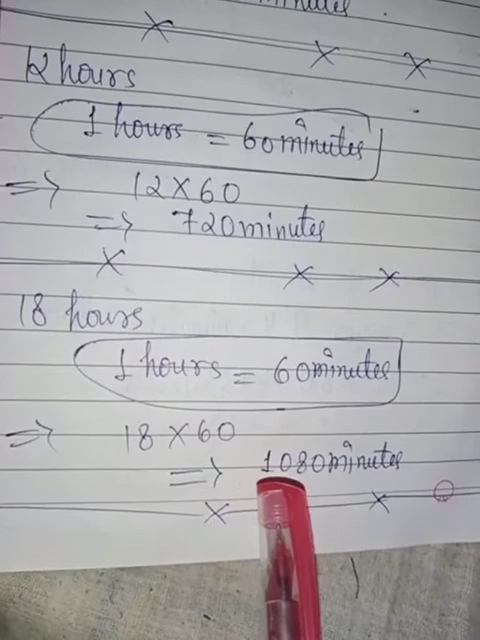 12 hours
1 hours = 60 minutes
=> 12 X 60
=> 720 minutes
18 hours
1 hours = 60 minutes
=> 18 X 60
=> 1080 minutes